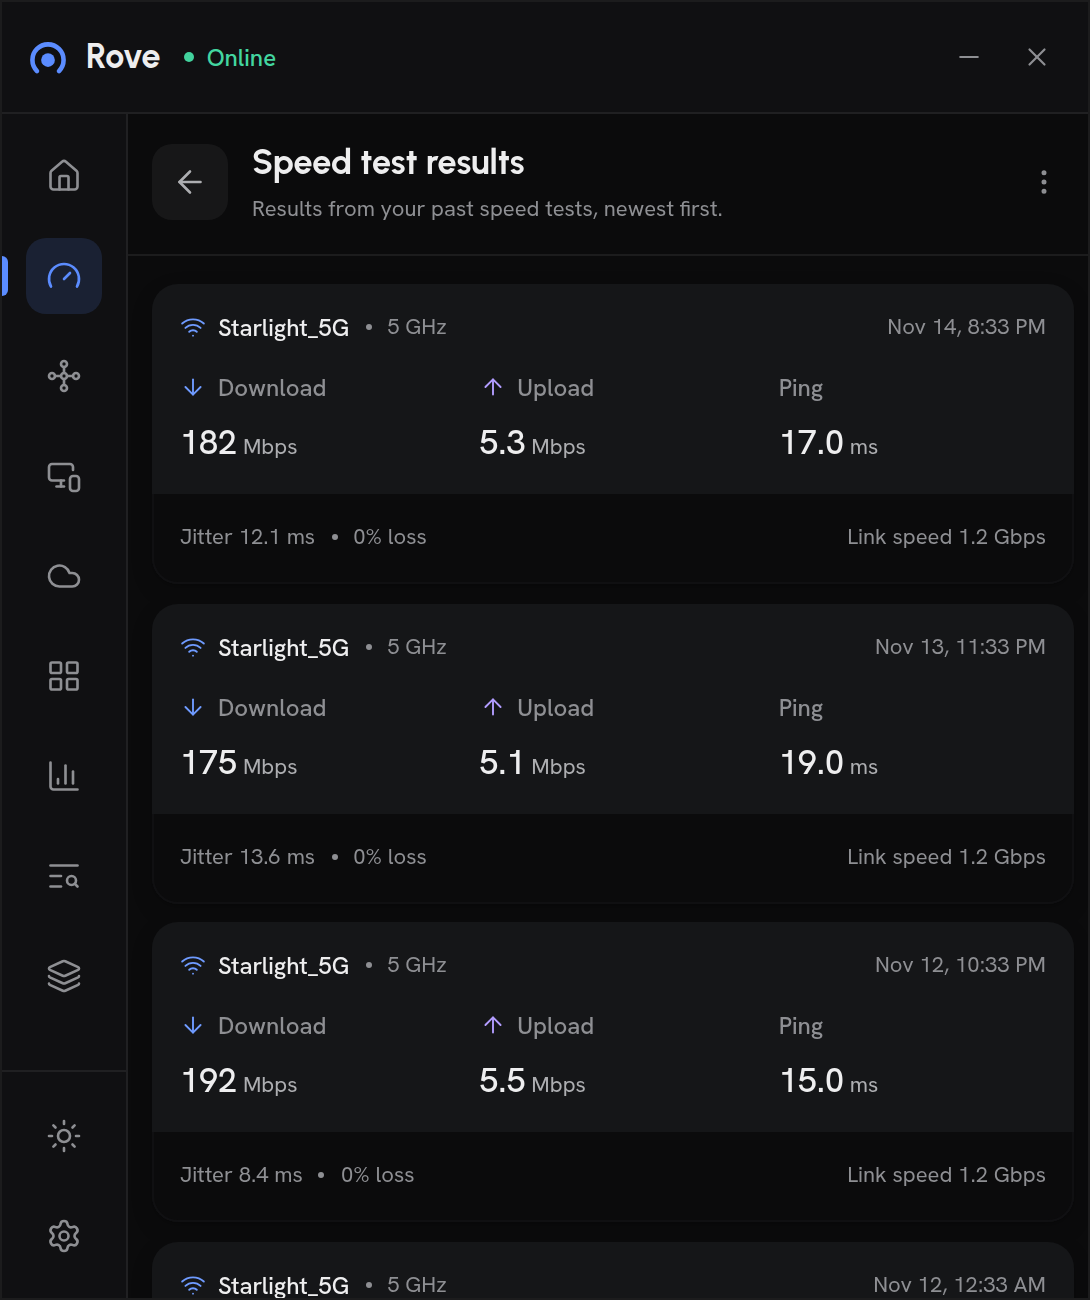 Rove • Online
Speed test results
Results from your past speed tests, newest first.
Starlight_5G • 5 GHz Nov 14, 8:33 PM
Download Upload Ping
182 Mbps 5.3 Mbps 17.0 ms
Jitter 12.1 ms • 0% loss Link speed 1.2 Gbps
Starlight_5G • 5 GHz Nov 13, 11:33 PM
Download Upload Ping
175 Mbps 5.1 Mbps 19.0 ms
Jitter 13.6 ms • 0% loss Link speed 1.2 Gbps
Starlight_5G • 5 GHz Nov 12, 10:33 PM
Download Upload Ping
192 Mbps 5.5 Mbps 15.0 ms
Jitter 8.4 ms • 0% loss Link speed 1.2 Gbps
Starlight_5G • 5 GHz Nov 12, 12:33 AM